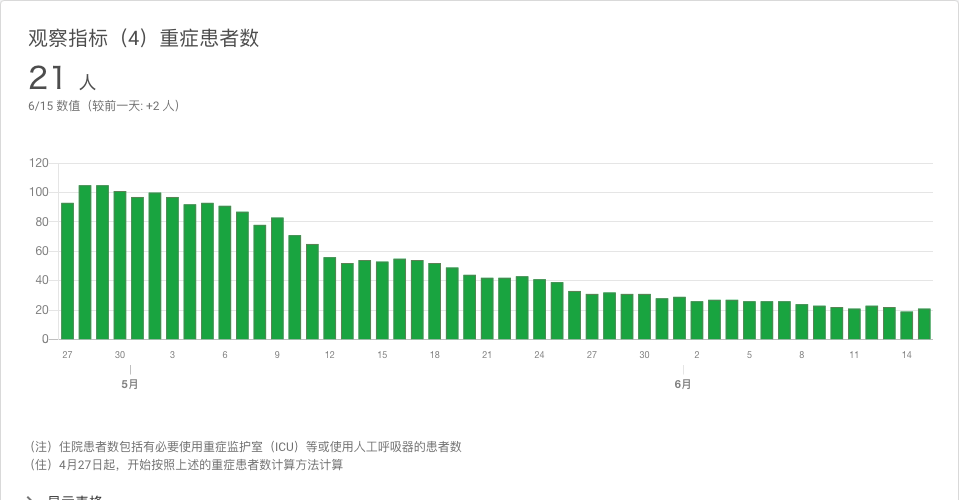 观察指标（4）重症患者数
21 人
6/15 数值（较前一天: +2 人）
120
100
80
60
40
20
0
27 30 3 6 9 12 15 18 21 24 27 30 2 5 8 11 14
5月 6月
（注）住院患者数包括有必要使用重症监护室（ICU）等或使用人工呼吸器的患者数
（住）4月27日起，开始按照上述的重症患者数计算方法计算
显示表格